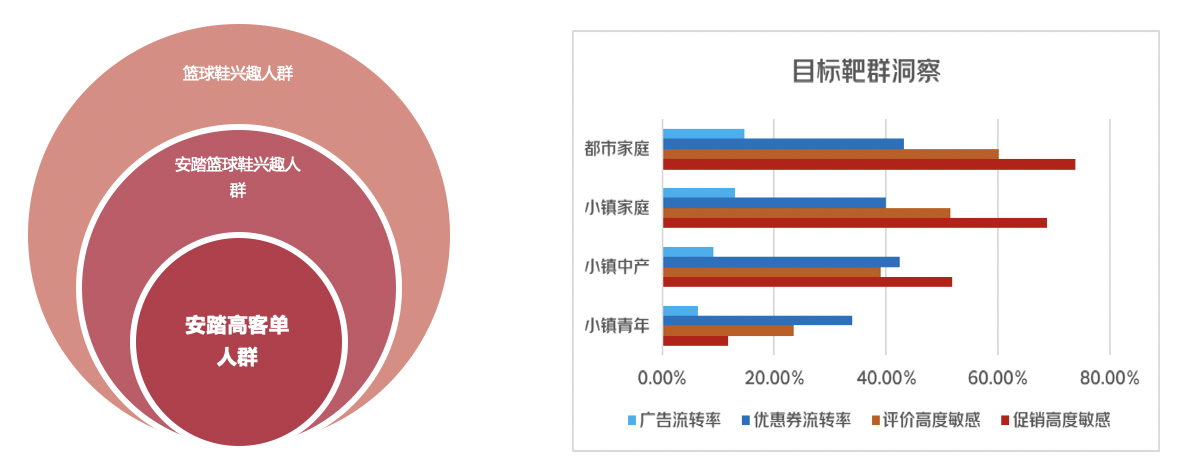 篮球鞋兴趣人群
安踏篮球鞋兴趣人
群
安踏高客单
人群
目标靶群洞察
都市家庭
小镇家庭
小镇中产
小镇青年
0.00% 20.00% 40.00% 60.00% 80.00%
广告流转率 优惠券流转率 评价高度敏感 促销高度敏感